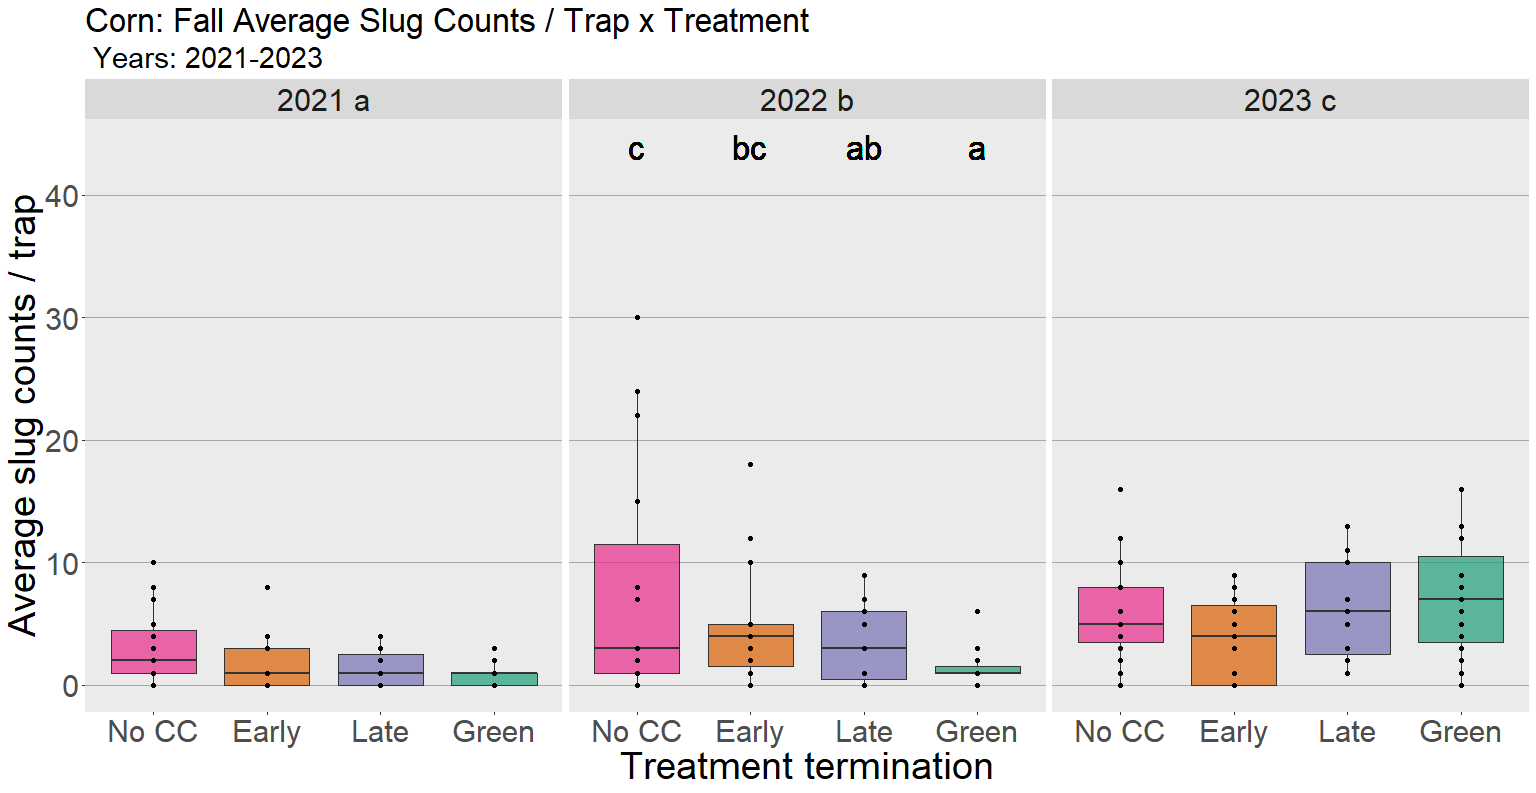 Corn: Fall Average Slug Counts / Trap x Treatment
Years: 2021-2023
2021 a
2022 b
2023 c
c
bc
ab
a
Average slug counts / trap
40
30
20
10
0
No CC
Early
Late
Green
No CC
Early
Late
Green
No CC
Early
Late
Green
Treatment termination